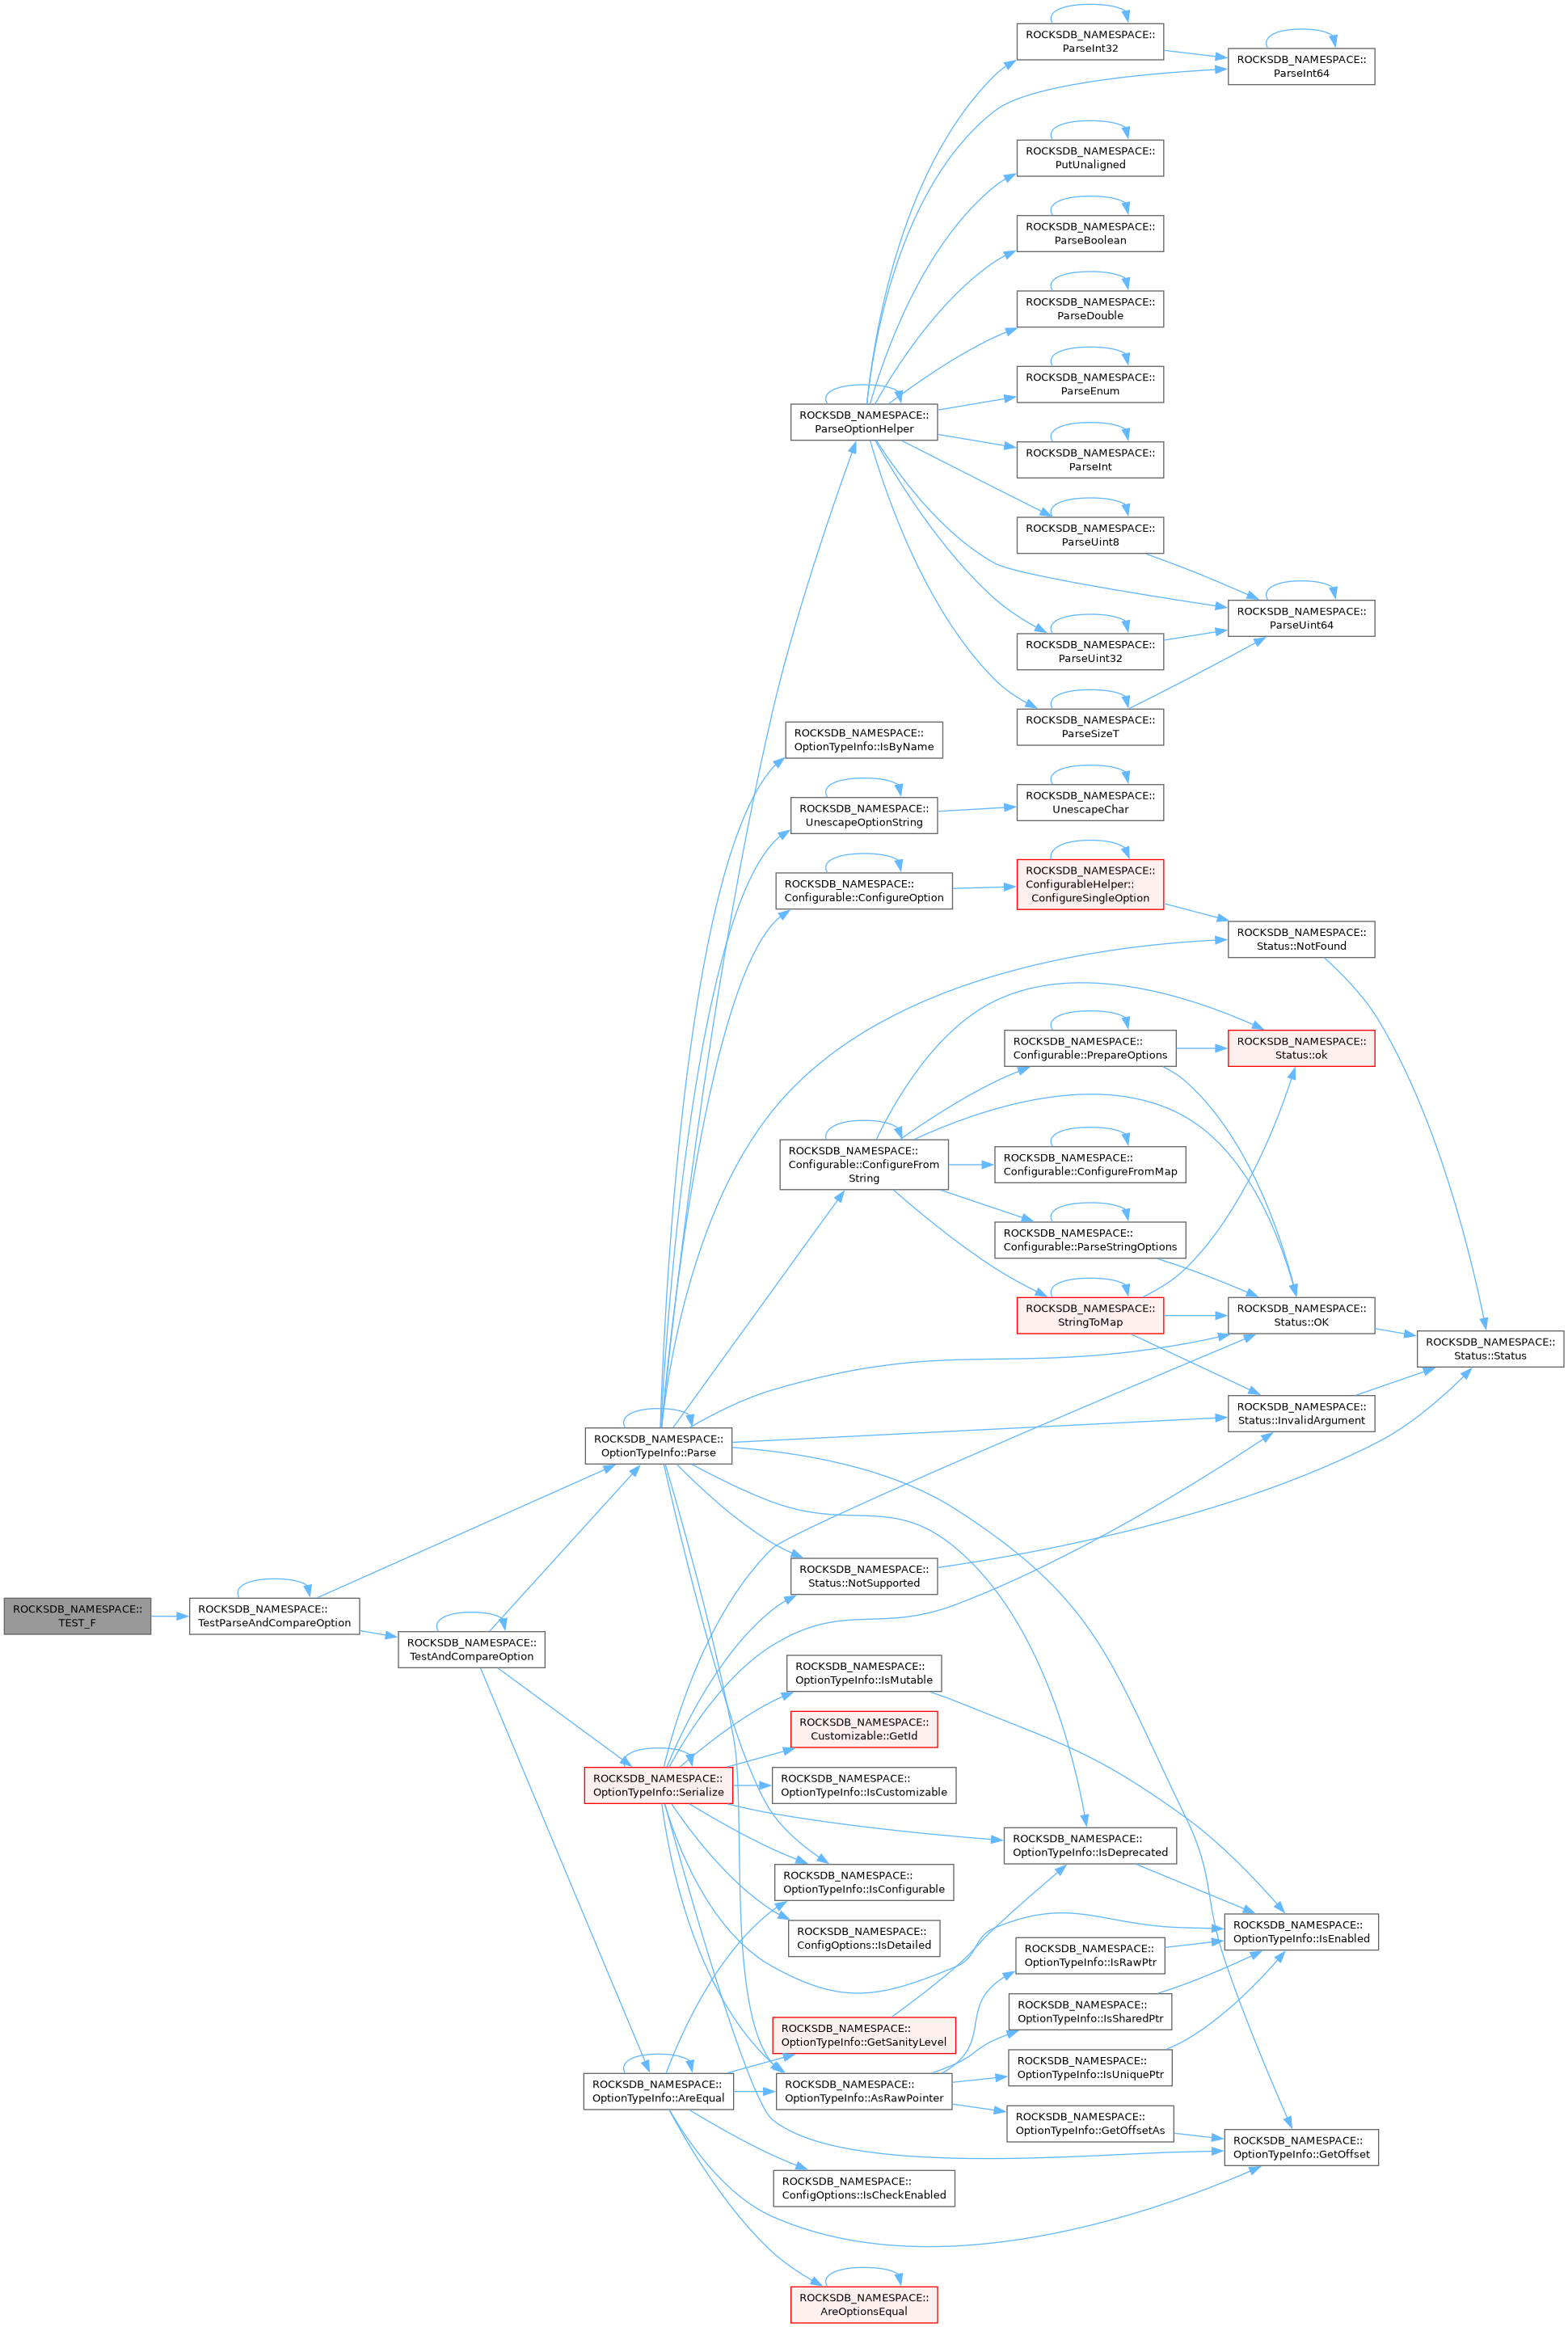 ROCKSDB_NAMESPACE::
ParseInt32
ROCKSDB_NAMESPACE::
ParseInt64
ROCKSDB_NAMESPACE::
PutUnaligned
ROCKSDB_NAMESPACE::
ParseBoolean
ROCKSDB_NAMESPACE::
ParseDouble
ROCKSDB_NAMESPACE::
ParseEnum
ROCKSDB_NAMESPACE::
ParseOptionHelper
ROCKSDB_NAMESPACE::
ParseInt
ROCKSDB_NAMESPACE::
ParseUint8
ROCKSDB_NAMESPACE::
ParseUint64
ROCKSDB_NAMESPACE::
ParseUint32
ROCKSDB_NAMESPACE::
ParseSizeT
ROCKSDB_NAMESPACE::
OptionTypeInfo::IsByName
ROCKSDB_NAMESPACE::
UnescapeOptionString
ROCKSDB_NAMESPACE::
UnescapeChar
ROCKSDB_NAMESPACE::
Configurable::ConfigureOption
ROCKSDB_NAMESPACE::
ConfigurableHelper::
ConfigureSingleOption
ROCKSDB_NAMESPACE::
Status::NotFound
ROCKSDB_NAMESPACE::
Configurable::PrepareOptions
ROCKSDB_NAMESPACE::
Status::ok
ROCKSDB_NAMESPACE::
Configurable::ConfigureFrom
String
ROCKSDB_NAMESPACE::
Configurable::ConfigureFromMap
ROCKSDB_NAMESPACE::
Configurable::ParseStringOptions
ROCKSDB_NAMESPACE::
StringToMap
ROCKSDB_NAMESPACE::
Status::OK
ROCKSDB_NAMESPACE::
Status::Status
ROCKSDB_NAMESPACE::
Status::InvalidArgument
ROCKSDB_NAMESPACE::
OptionTypeInfo::Parse
ROCKSDB_NAMESPACE::
Status::NotSupported
ROCKSDB_NAMESPACE::
TEST_F
ROCKSDB_NAMESPACE::
TestParseAndCompareOption
ROCKSDB_NAMESPACE::
TestAndCompareOption
ROCKSDB_NAMESPACE::
OptionTypeInfo::IsMutable
ROCKSDB_NAMESPACE::
Customizable::GetId
ROCKSDB_NAMESPACE::
OptionTypeInfo::Serialize
ROCKSDB_NAMESPACE::
OptionTypeInfo::IsCustomizable
ROCKSDB_NAMESPACE::
OptionTypeInfo::IsDeprecated
ROCKSDB_NAMESPACE::
OptionTypeInfo::IsConfigurable
ROCKSDB_NAMESPACE::
ConfigOptions::IsDetailed
ROCKSDB_NAMESPACE::
OptionTypeInfo::IsEnabled
ROCKSDB_NAMESPACE::
OptionTypeInfo::IsRawPtr
ROCKSDB_NAMESPACE::
OptionTypeInfo::IsSharedPtr
ROCKSDB_NAMESPACE::
OptionTypeInfo::GetSanityLevel
ROCKSDB_NAMESPACE::
OptionTypeInfo::IsUniquePtr
ROCKSDB_NAMESPACE::
OptionTypeInfo::AreEqual
ROCKSDB_NAMESPACE::
OptionTypeInfo::AsRawPointer
ROCKSDB_NAMESPACE::
OptionTypeInfo::GetOffsetAs
ROCKSDB_NAMESPACE::
OptionTypeInfo::GetOffset
ROCKSDB_NAMESPACE::
ConfigOptions::IsCheckEnabled
ROCKSDB_NAMESPACE::
AreOptionsEqual